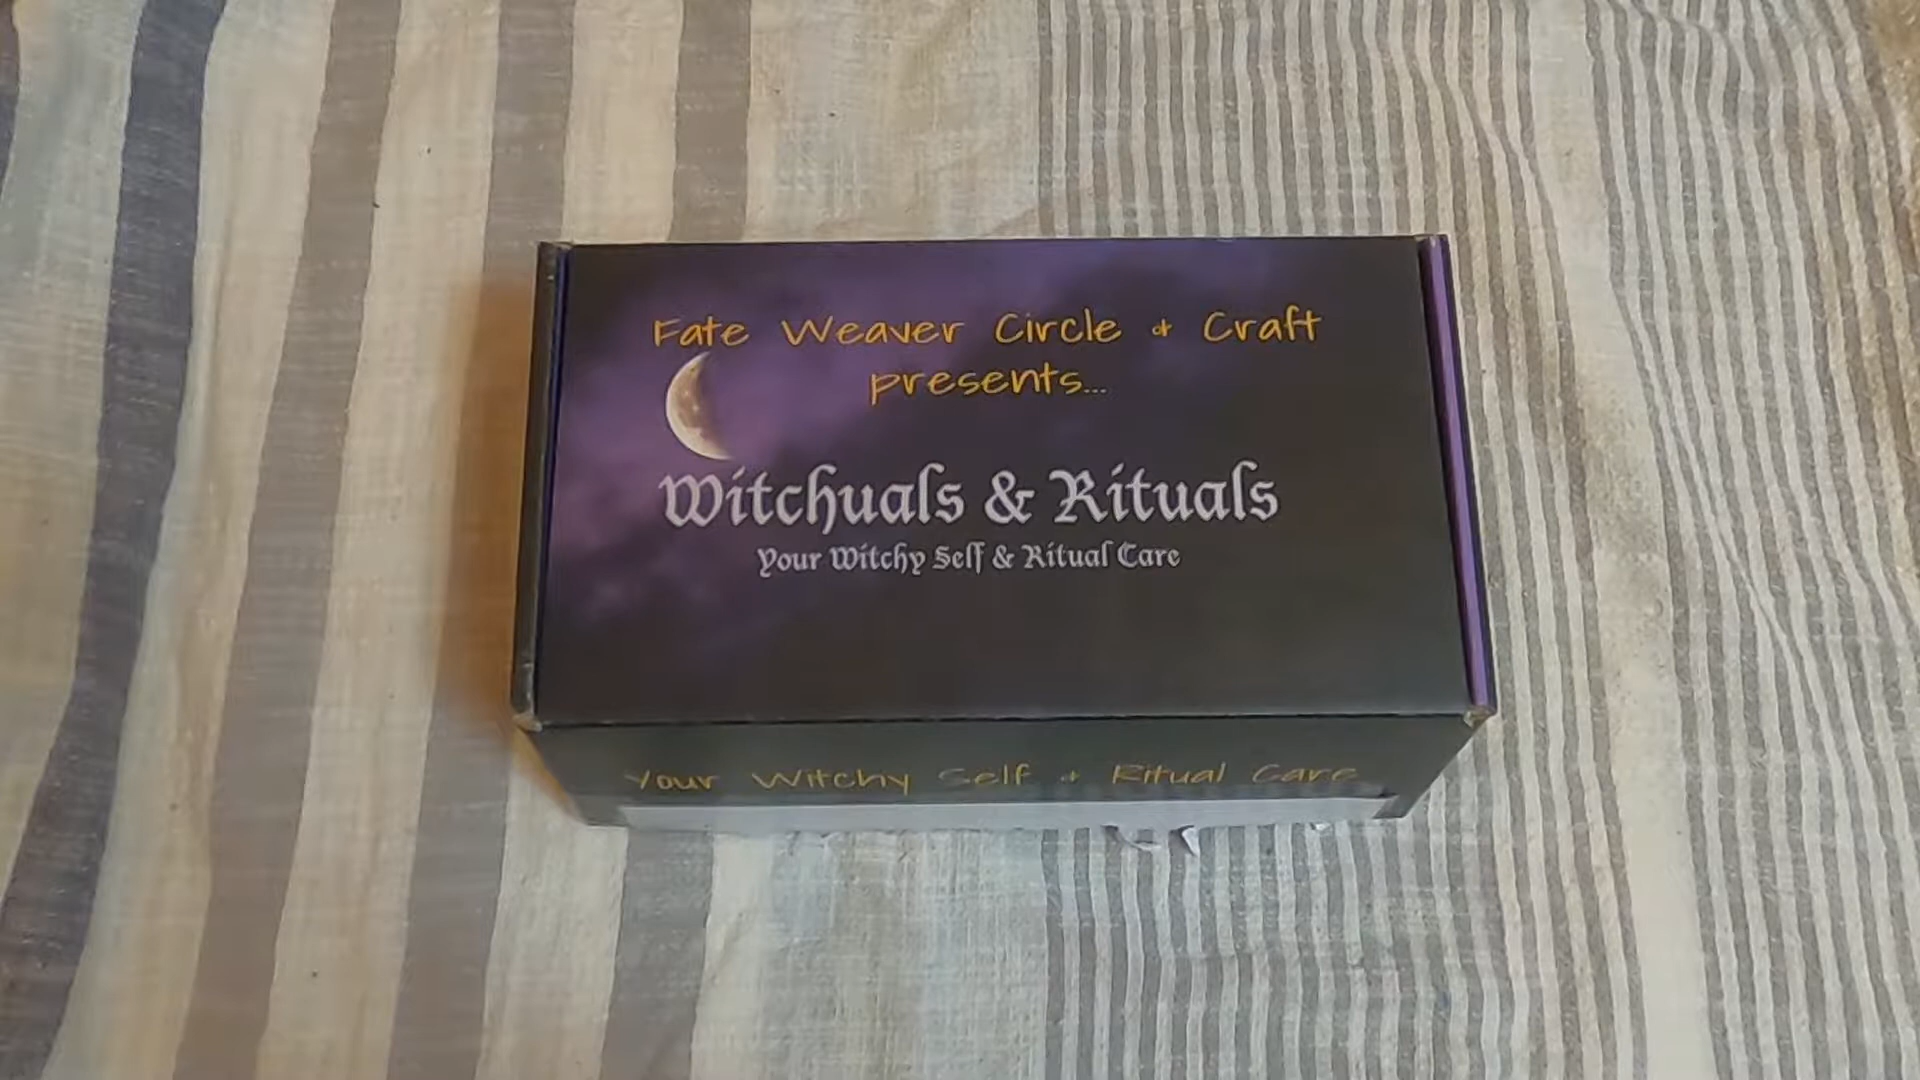 Fate Weaver Circle & Craft
presents...
Witchuals & Rituals
Your Witchy Self & Ritual Care
Your Witchy Self & Ritual Care